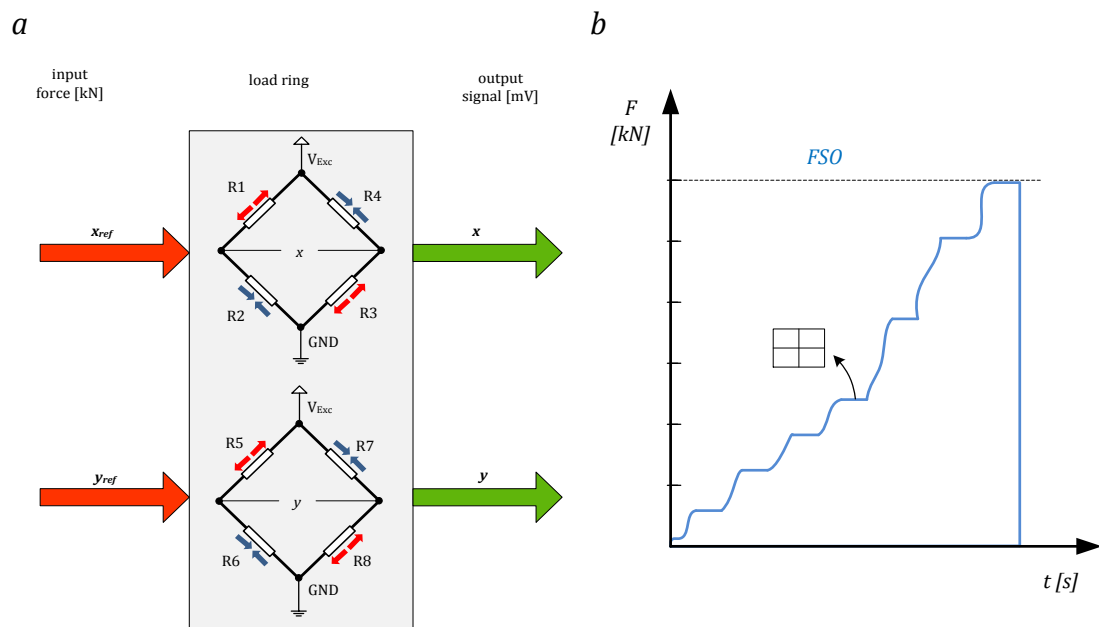 a
input
force [kN]
load ring
output
signal [mV]
VExc
R1
R4
xref
x
x
R2
R3
GND
VExc
R5
R7
yref
y
y
R6
R8
GND
b
F
[kN]
FSO
t [s]